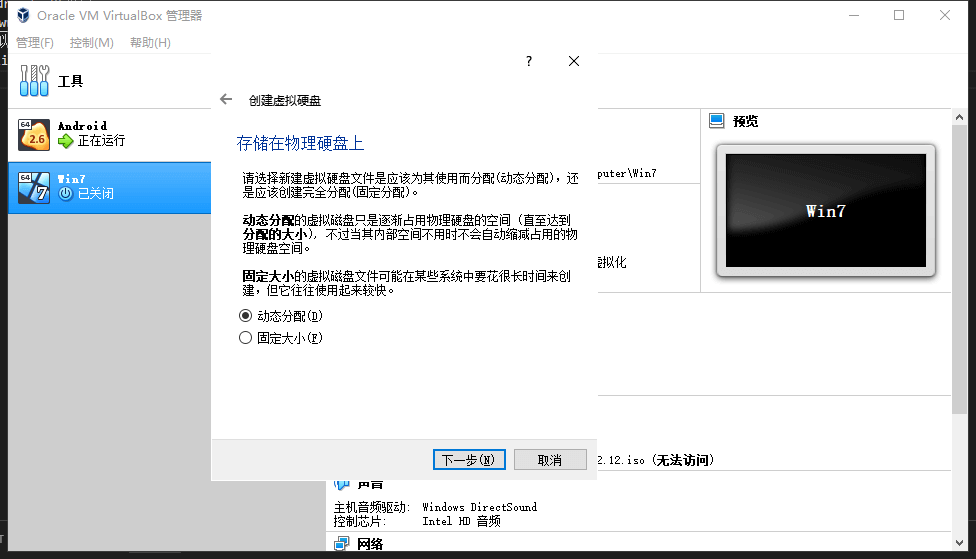 Oracle VM VirtualBox 管理器
管理(F) 控制(M) 帮助(H)
工具
64
2.6
Android
正在运行
64
7
Win7
已关闭
?
创建虚拟硬盘
存储在物理硬盘上
请选择新建虚拟硬盘文件是应该为其使用而分配(动态分配)，还
是应该创建完全分配(固定分配)。
动态分配的虚拟磁盘只是逐渐占用物理硬盘的空间（直至达到
分配的大小)，不过当其内部空间不用时不会自动缩减占用的物
理硬盘空间。
固定大小的虚拟磁盘文件可能在某些系统中要花很长时间来创
建，但它往往使用起来较快。
动态分配(D)
固定大小(F)
下一步(N) 取消
预览
puter\Win7
Win7
虚拟化
2.12.iso (无法访问)
声音
主机音频驱动: Windows DirectSound
控制芯片: Intel HD 音频
网络